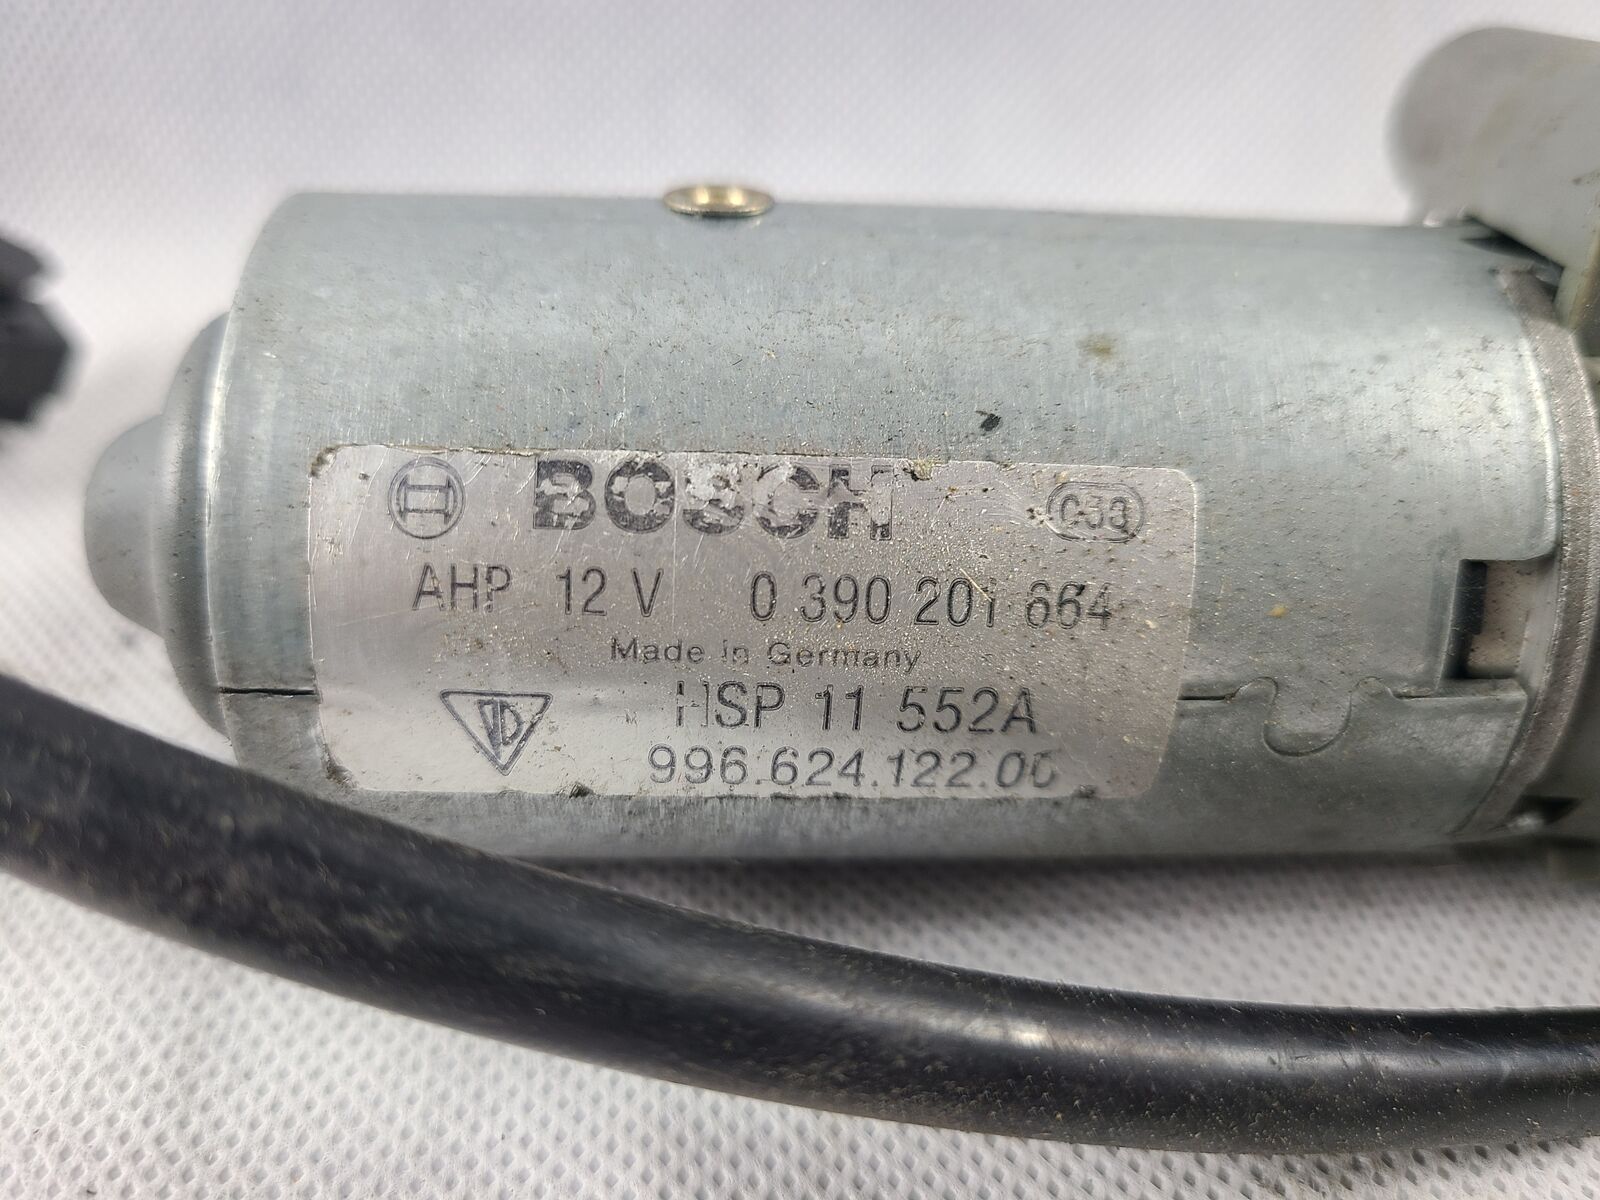 BOSCH
AHP 12 V 0 390 201 664
Made in Germany
HSP 11 552A
996.624.122.00